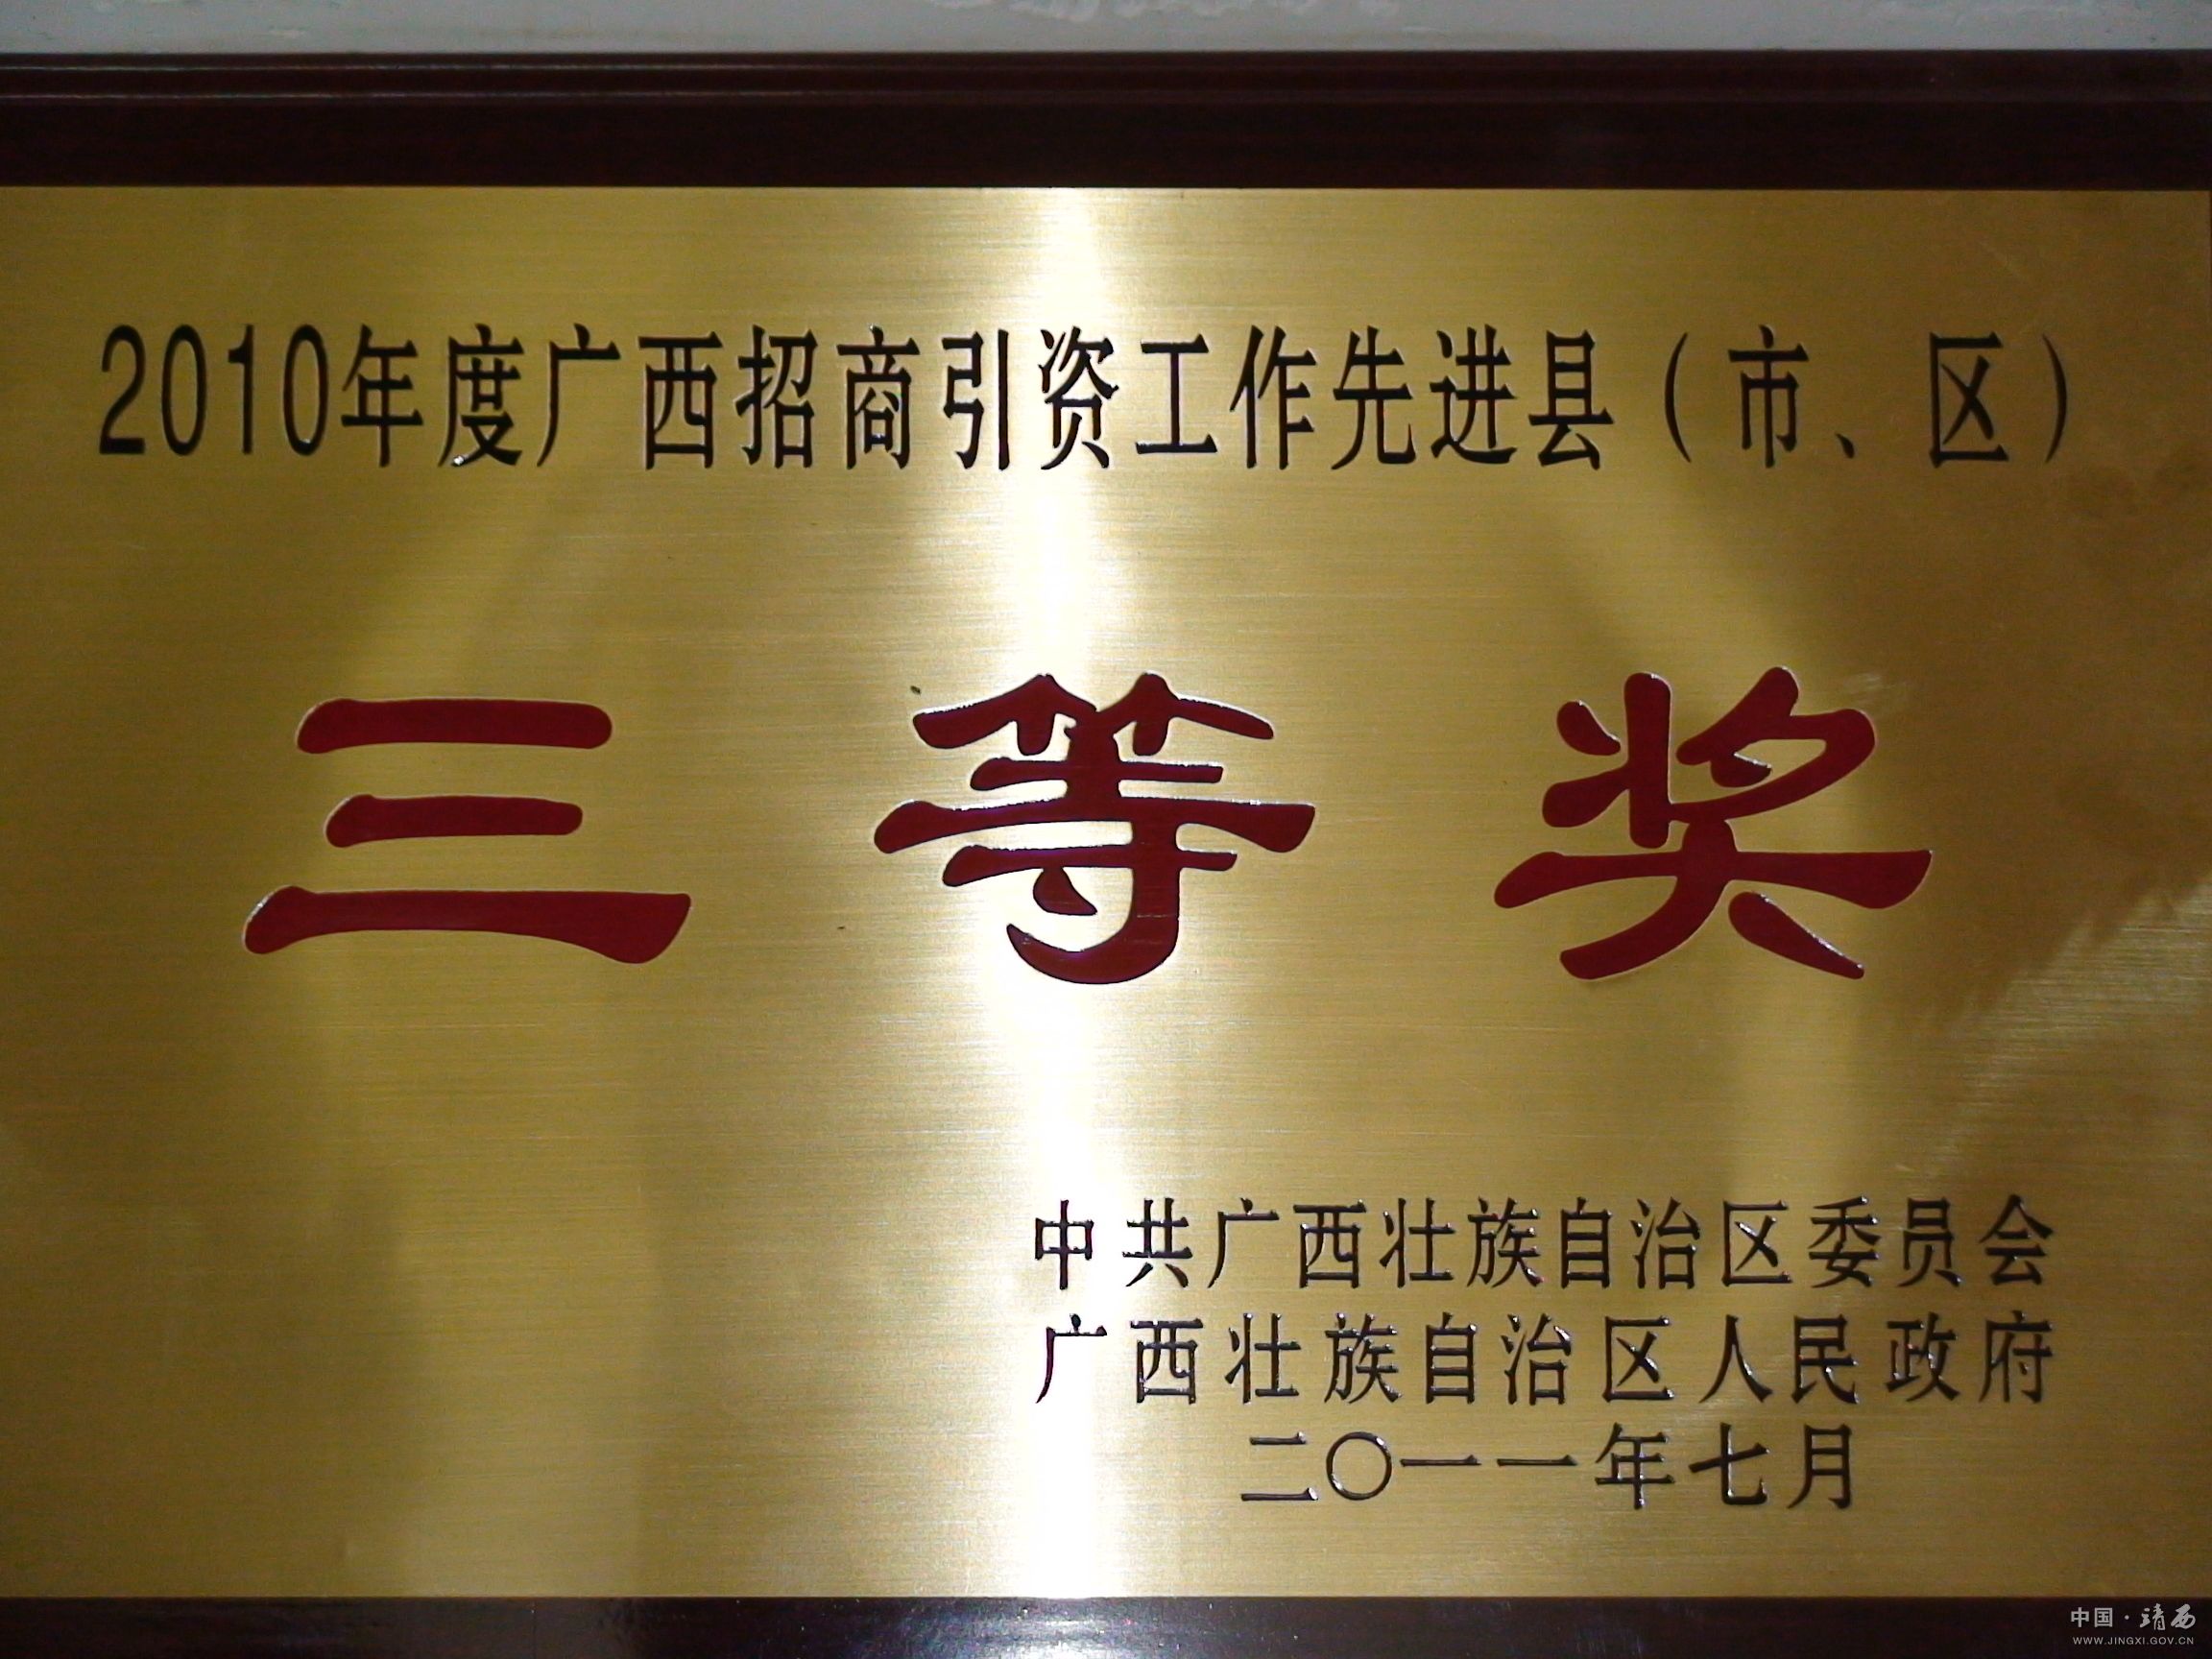 2010年度广西招商引资工作先进县（市、区）
三等奖
中共广西壮族自治区委员会
广西壮族自治区人民政府
二〇一一年七月
中国·靖西
WWW.JINGXI.GOV.CN